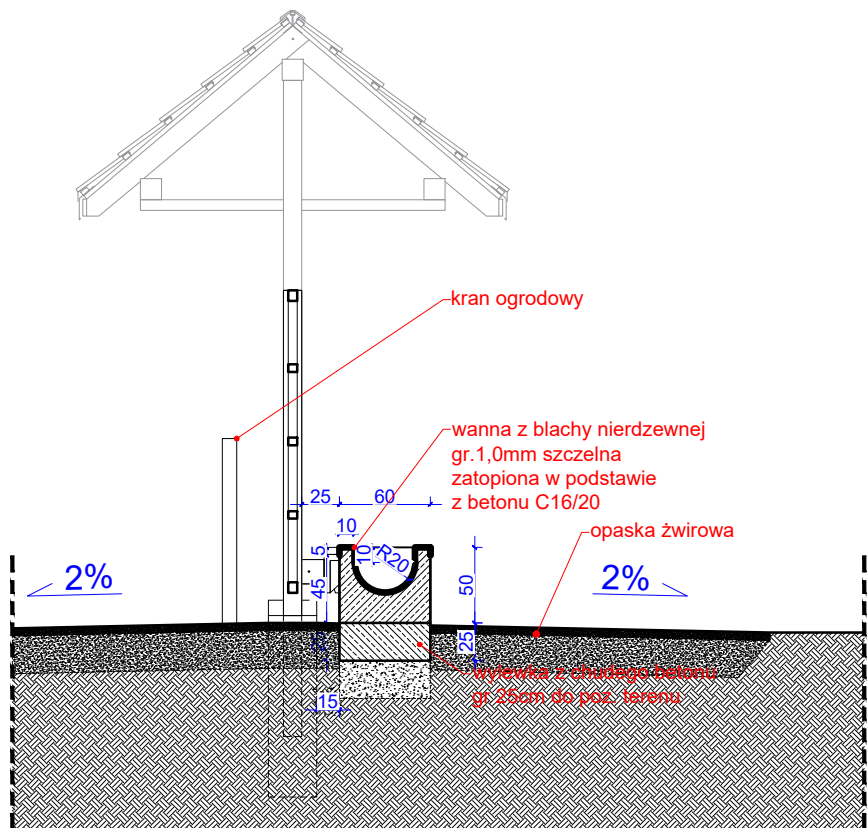 kran ogrodowy
wanna z blachy nierdzewnej
gr.1,0mm szczelna
zatopiona w podstawie
z betonu C16/20
25
60
10
opaska żwirowa
5
10
R20
2%
45
50
2%
25
wylewka z chudego betonu
gr 25cm do poz. terenu
15